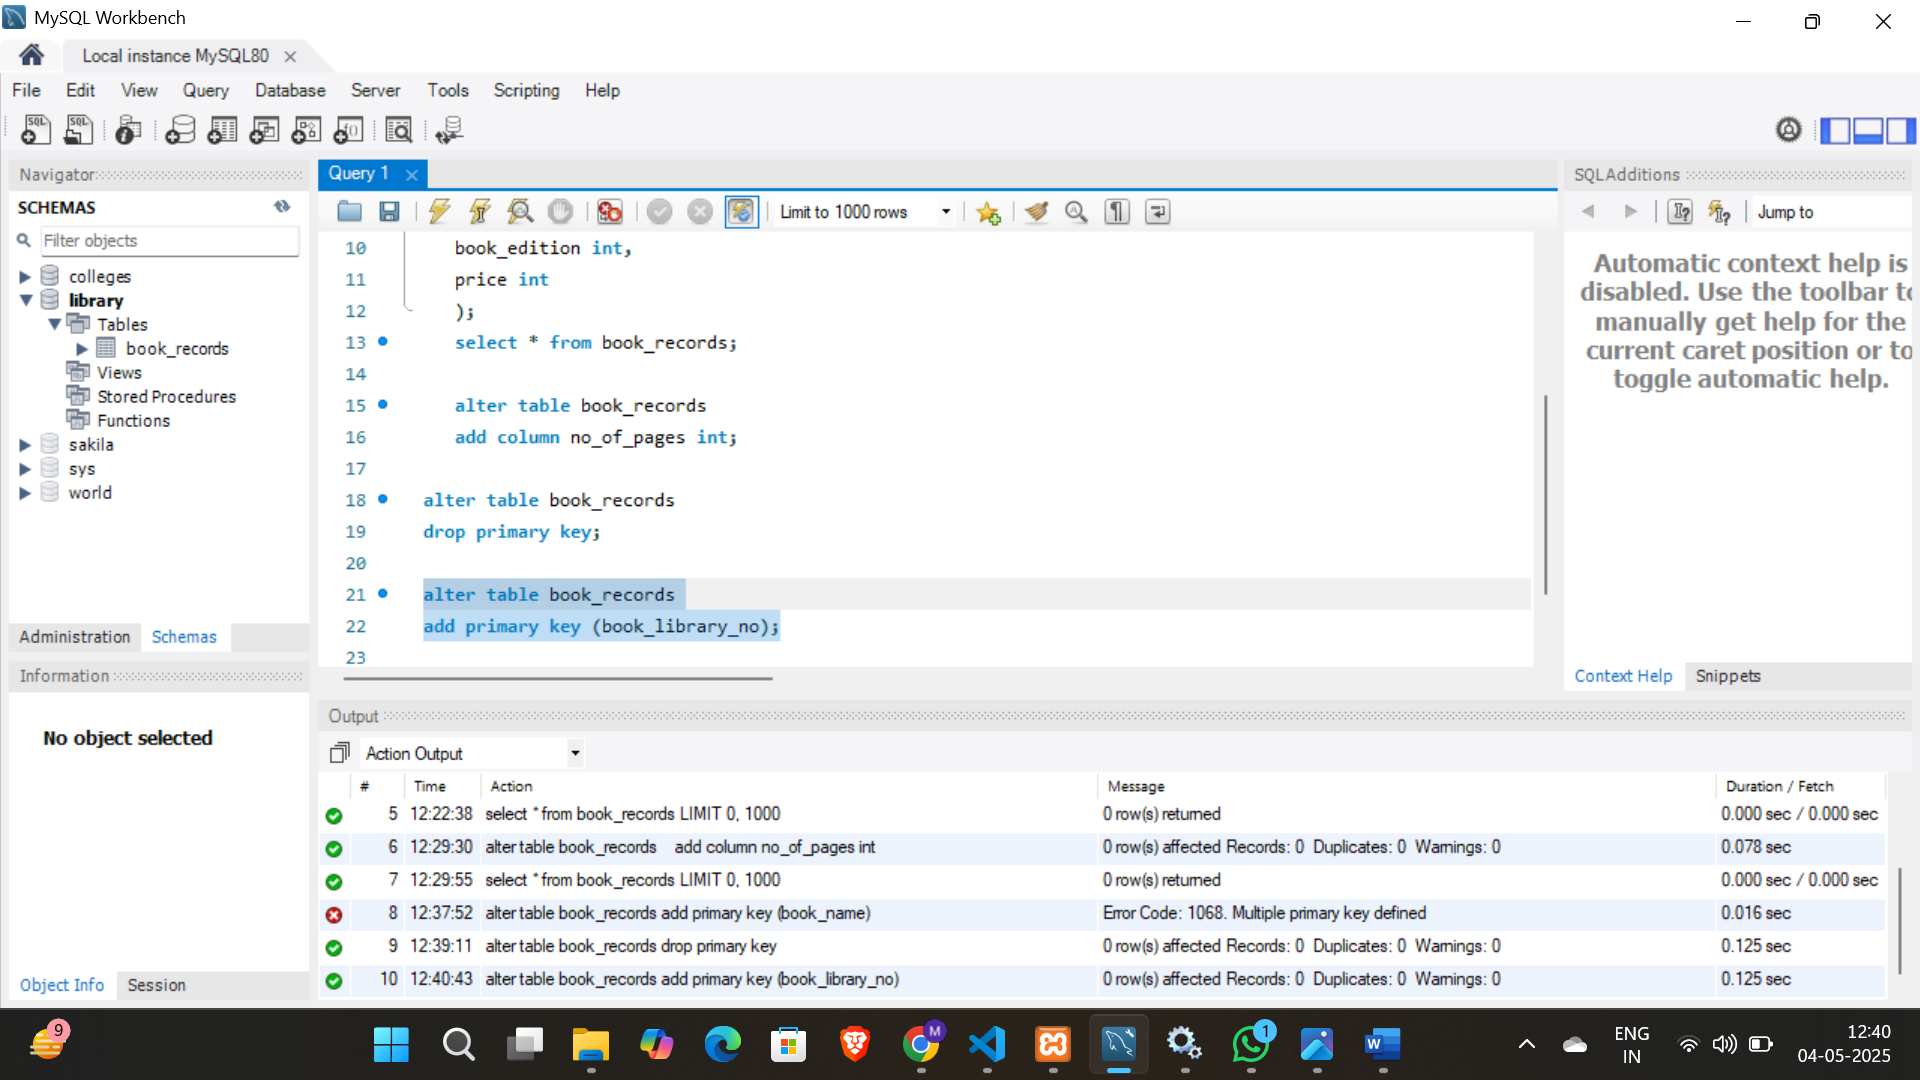 MySQL Workbench
Local instance MySQL80
File Edit View Query Database Server Tools Scripting Help
Navigator
SCHEMAS
Filter objects
colleges
library
Tables
book_records
Views
Stored Procedures
Functions
sakila
sys
world
Administration Schemas
Information
No object selected
Object Info Session
Query 1
Limit to 1000 rows
10 book_edition int,
11 price int
12 );
13 select * from book_records;
14
15 alter table book_records
16 add column no_of_pages int;
17
18 alter table book_records
19 drop primary key;
20
21 alter table book_records
22 add primary key (book_library_no);
23
SQLAdditions
Jump to
Automatic context help is
disabled. Use the toolbar to
manually get help for the
current caret position or to
toggle automatic help.
Context Help Snippets
Output
Action Output
# Time Action Message Duration / Fetch
5 12:22:38 select * from book_records LIMIT 0, 1000 0 row(s) returned 0.000 sec / 0.000 sec
6 12:29:30 alter table book_records add column no_of_pages int 0 row(s) affected Records: 0 Duplicates: 0 Warnings: 0 0.078 sec
7 12:29:55 select * from book_records LIMIT 0, 1000 0 row(s) returned 0.000 sec / 0.000 sec
8 12:37:52 alter table book_records add primary key (book_name) Error Code: 1068. Multiple primary key defined 0.016 sec
9 12:39:11 alter table book_records drop primary key 0 row(s) affected Records: 0 Duplicates: 0 Warnings: 0 0.125 sec
10 12:40:43 alter table book_records add primary key (book_library_no) 0 row(s) affected Records: 0 Duplicates: 0 Warnings: 0 0.125 sec
9
M
1
W
ENG
IN
12:40
04-05-2025